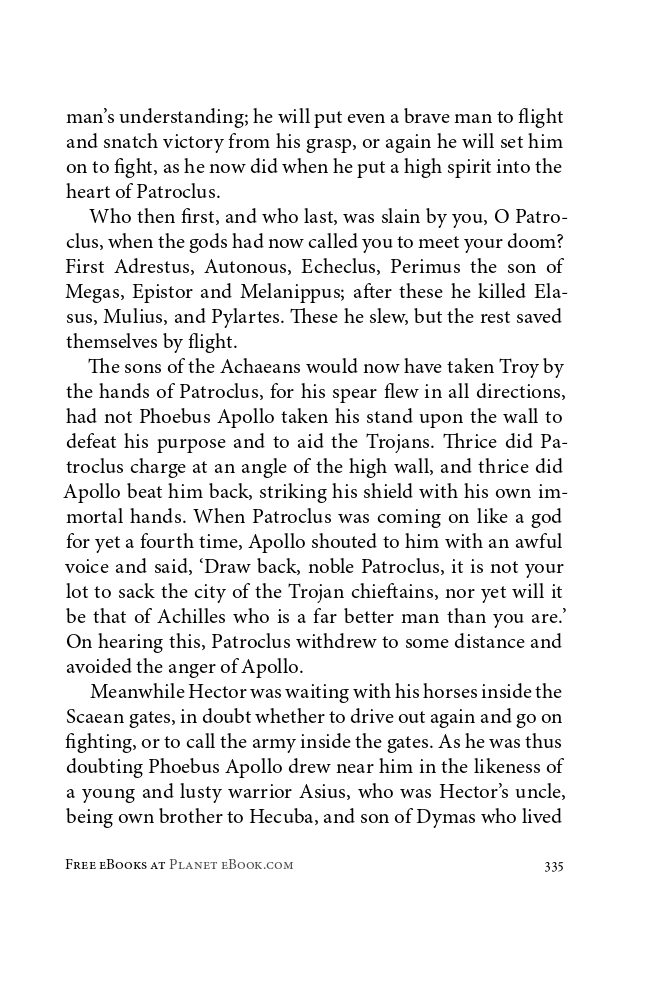 man’s understanding; he will put even a brave man to flight
and snatch victory from his grasp, or again he will set him
on to fight, as he now did when he put a high spirit into the
heart of Patroclus.
Who then first, and who last, was slain by you, O Patro-
clus, when the gods had now called you to meet your doom?
First Adrestus, Autonous, Echeclus, Perimus the son of
Megas, Epistor and Melanippus; after these he killed Ela-
sus, Mulius, and Pylartes. These he slew, but the rest saved
themselves by flight.
The sons of the Achaeans would now have taken Troy by
the hands of Patroclus, for his spear flew in all directions,
had not Phoebus Apollo taken his stand upon the wall to
defeat his purpose and to aid the Trojans. Thrice did Pa-
troclus charge at an angle of the high wall, and thrice did
Apollo beat him back, striking his shield with his own im-
mortal hands. When Patroclus was coming on like a god
for yet a fourth time, Apollo shouted to him with an awful
voice and said, ‘Draw back, noble Patroclus, it is not your
lot to sack the city of the Trojan chieftains, nor yet will it
be that of Achilles who is a far better man than you are.’
On hearing this, Patroclus withdrew to some distance and
avoided the anger of Apollo.
Meanwhile Hector was waiting with his horses inside the
Scaean gates, in doubt whether to drive out again and go on
fighting, or to call the army inside the gates. As he was thus
doubting Phoebus Apollo drew near him in the likeness of
a young and lusty warrior Asius, who was Hector’s uncle,
being own brother to Hecuba, and son of Dymas who lived
Free eBooks at Planet eBook.com
335